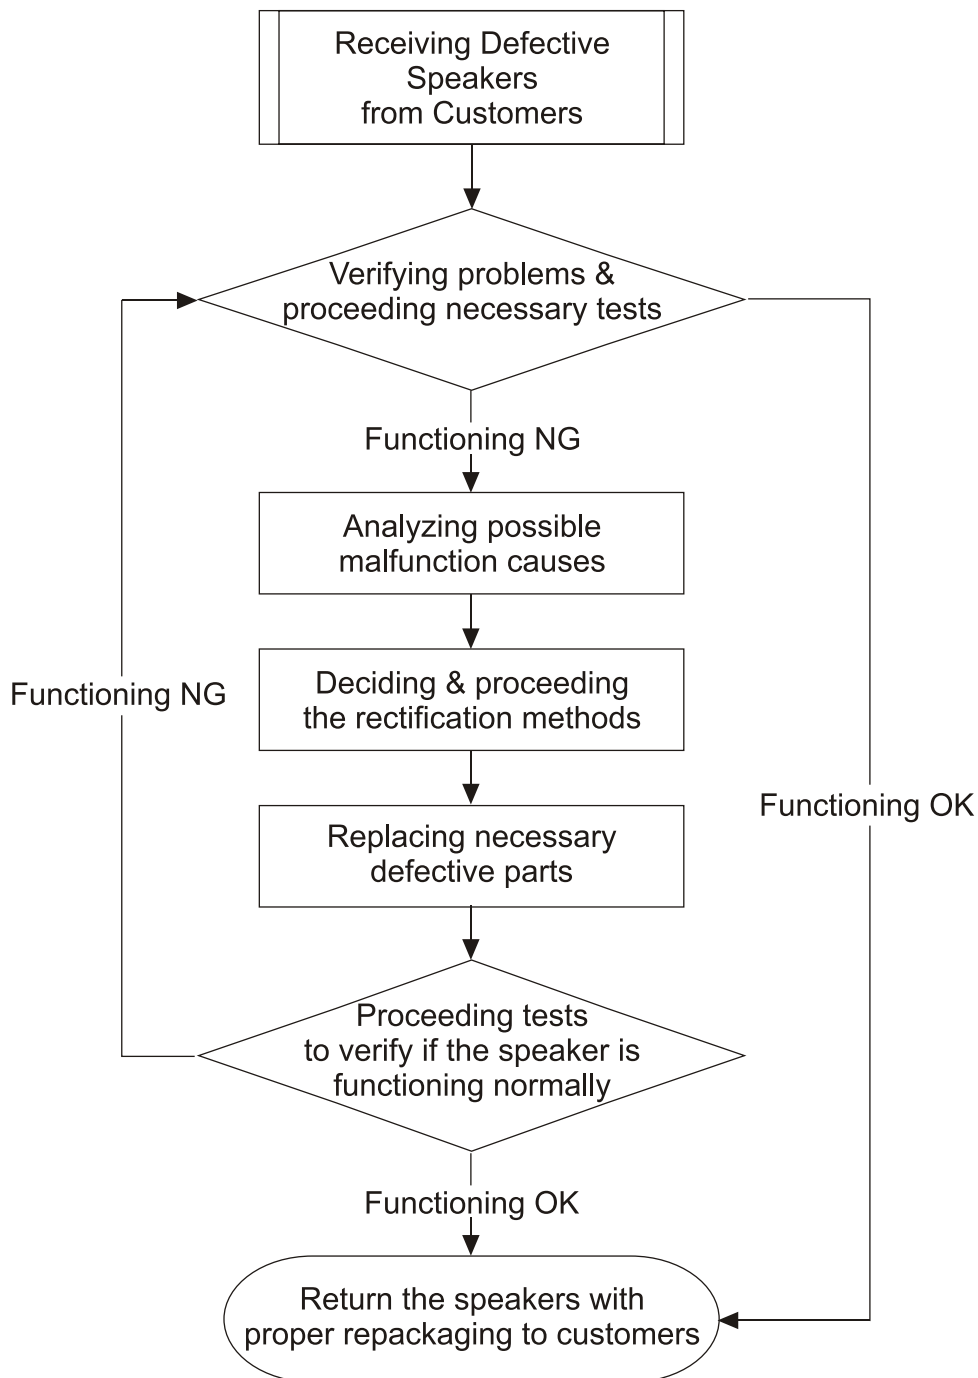 Receiving Defective
Speakers
from Customers
Verifying problems &
proceeding necessary tests
Functioning NG
Analyzing possible
malfunction causes
Deciding & proceeding
the rectification methods
Functioning NG
Replacing necessary
defective parts
Functioning OK
Proceeding tests
to verify if the speaker is
functioning normally
Functioning OK
Return the speakers with
proper repackaging to customers